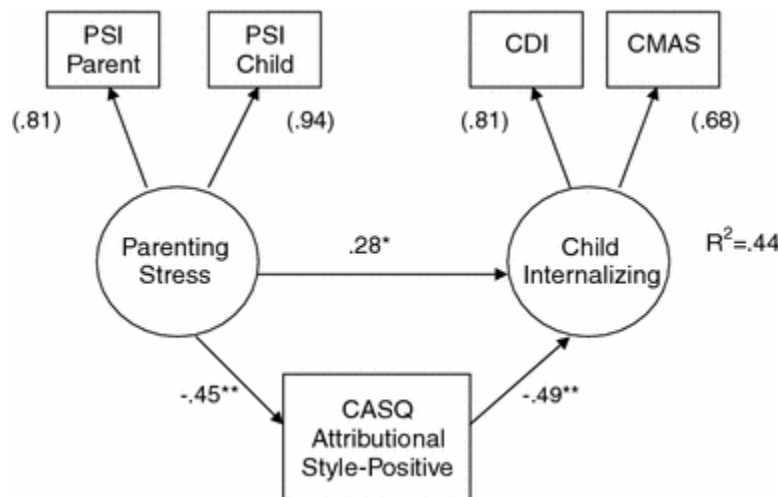 PSI
Parent
PSI
Child
CDI
CMAS
(.81)
(.94)
(.81)
(.68)
Parenting
Stress
.28*
Child
Internalizing
R²=.44
-.45**
-.49**
CASQ
Attributional
Style-Positive